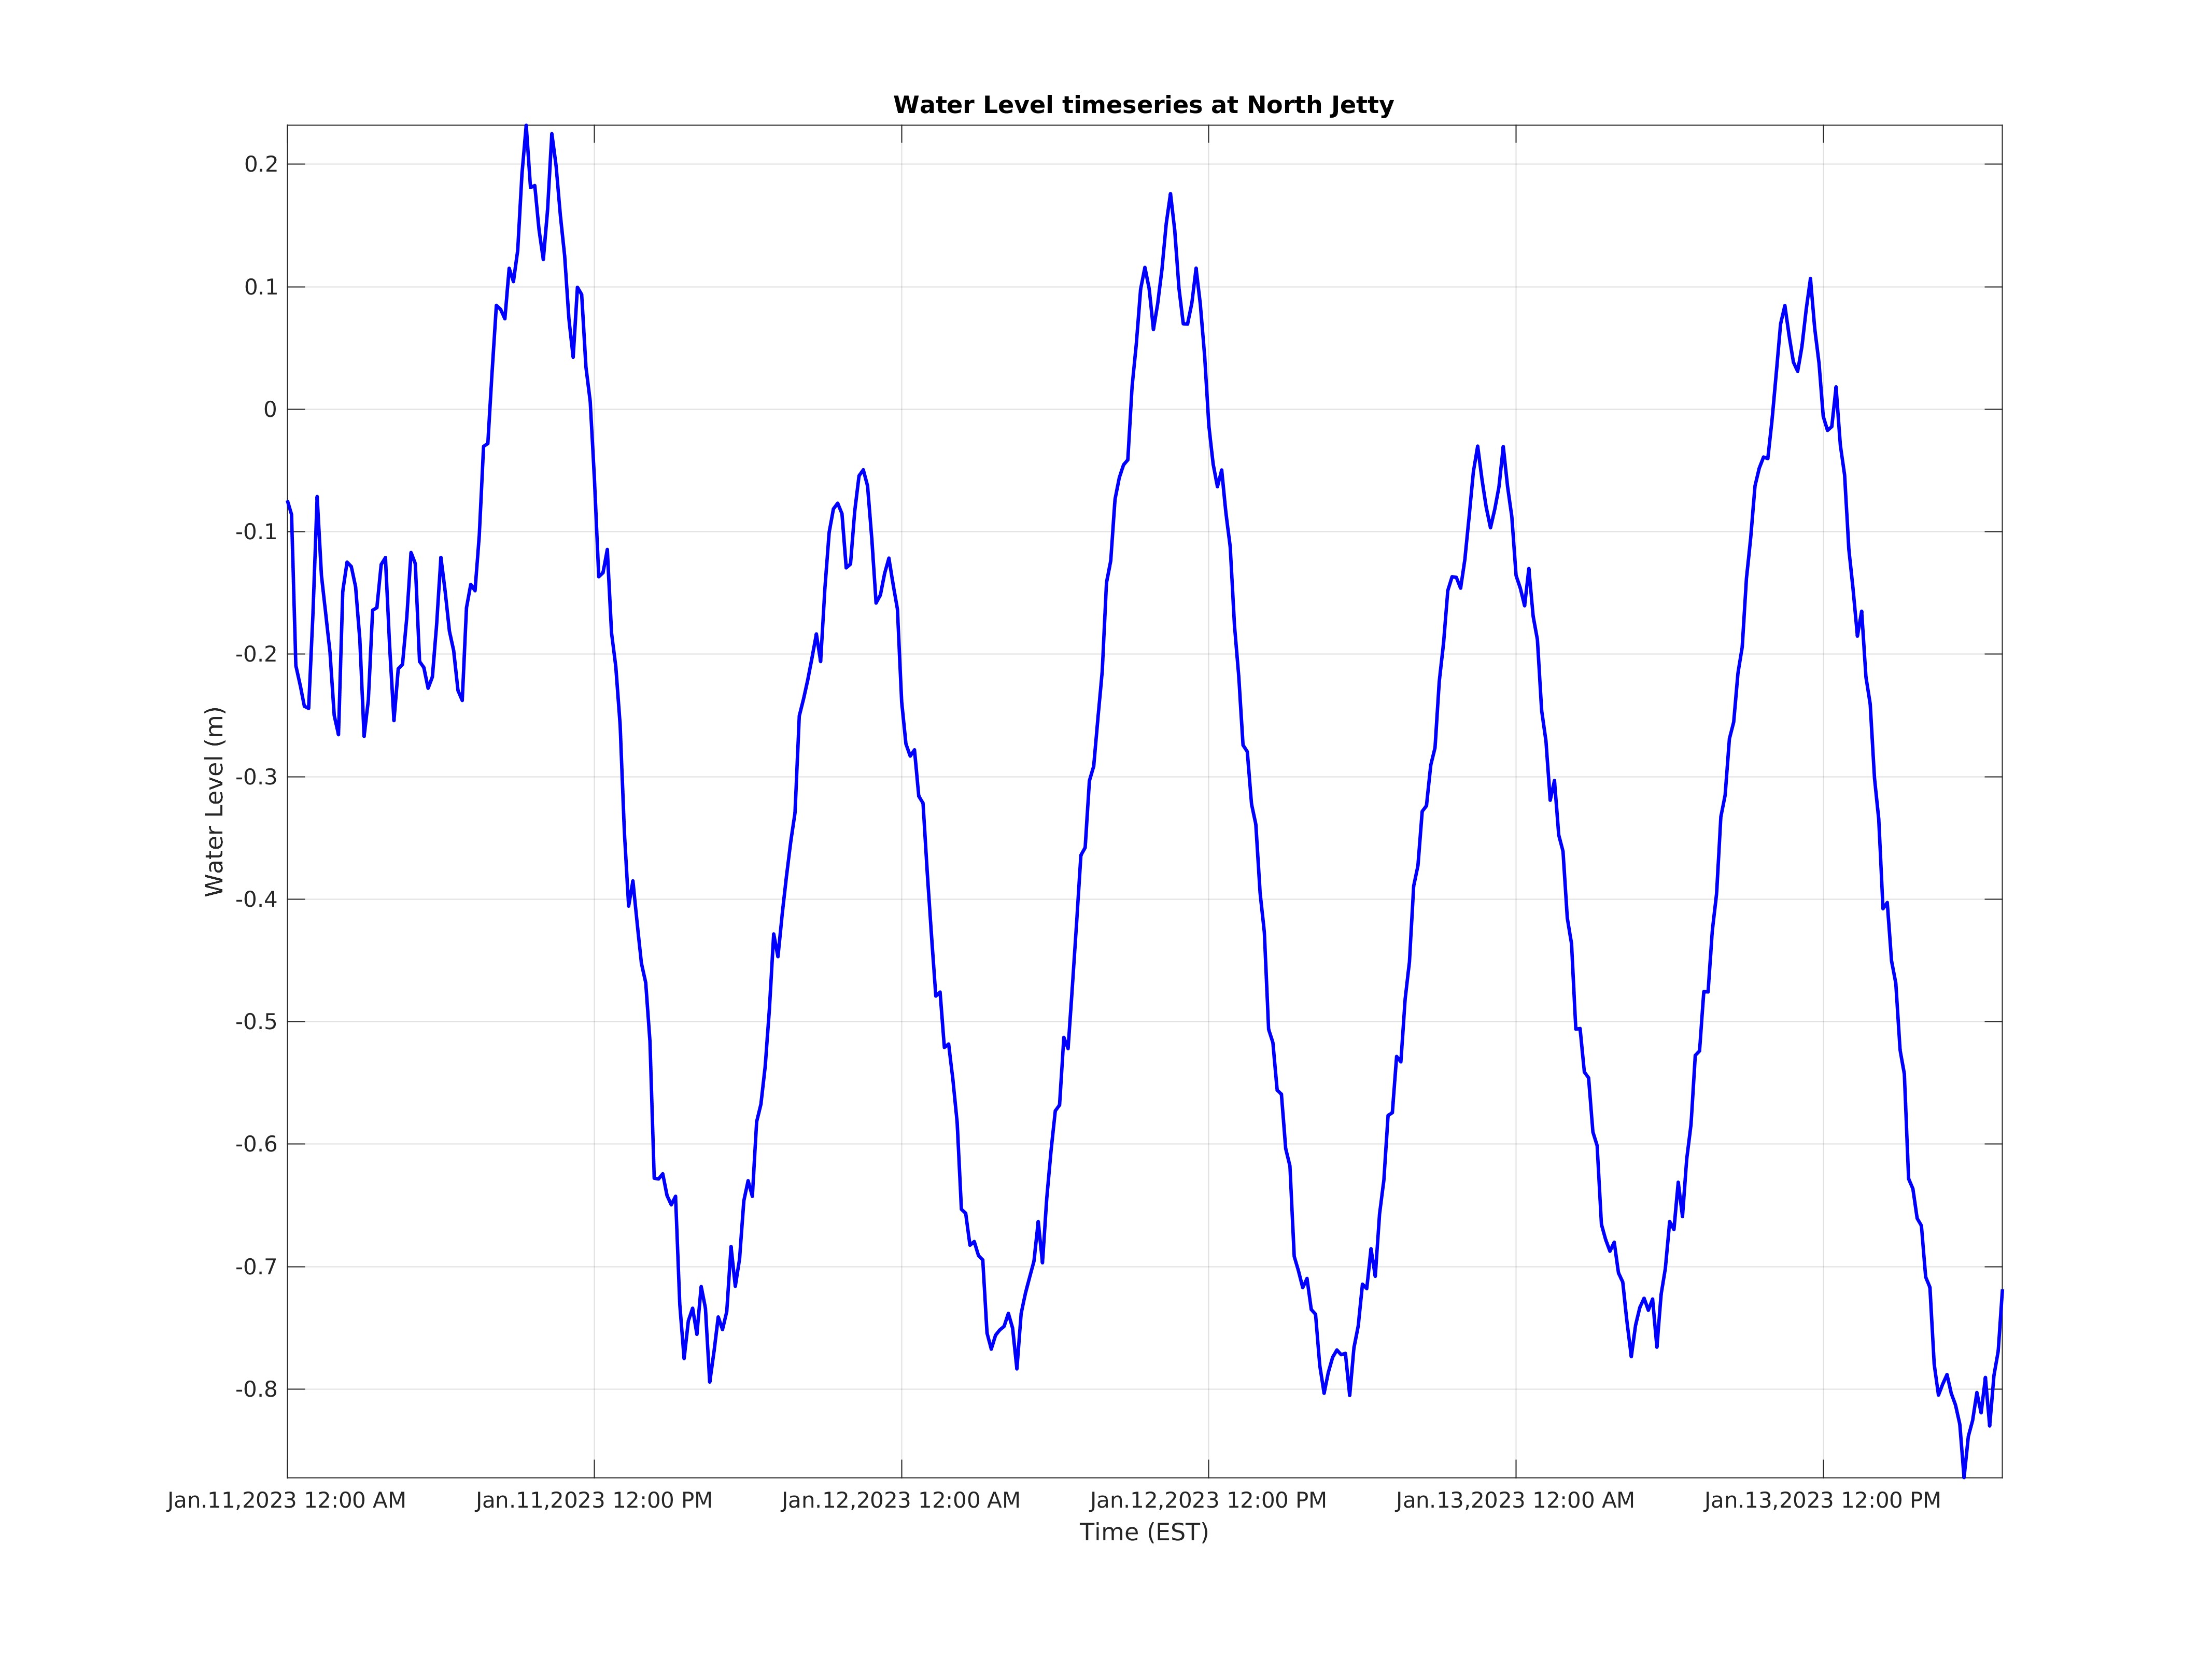 Water Level timeseries at North Jetty
0.2
0.1
0
-0.1
-0.2
-0.3
-0.4
-0.5
-0.6
-0.7
-0.8
Water Level (m)
Jan.11,2023 12:00 AM
Jan.11,2023 12:00 PM
Jan.12,2023 12:00 AM
Jan.12,2023 12:00 PM
Jan.13,2023 12:00 AM
Jan.13,2023 12:00 PM
Time (EST)